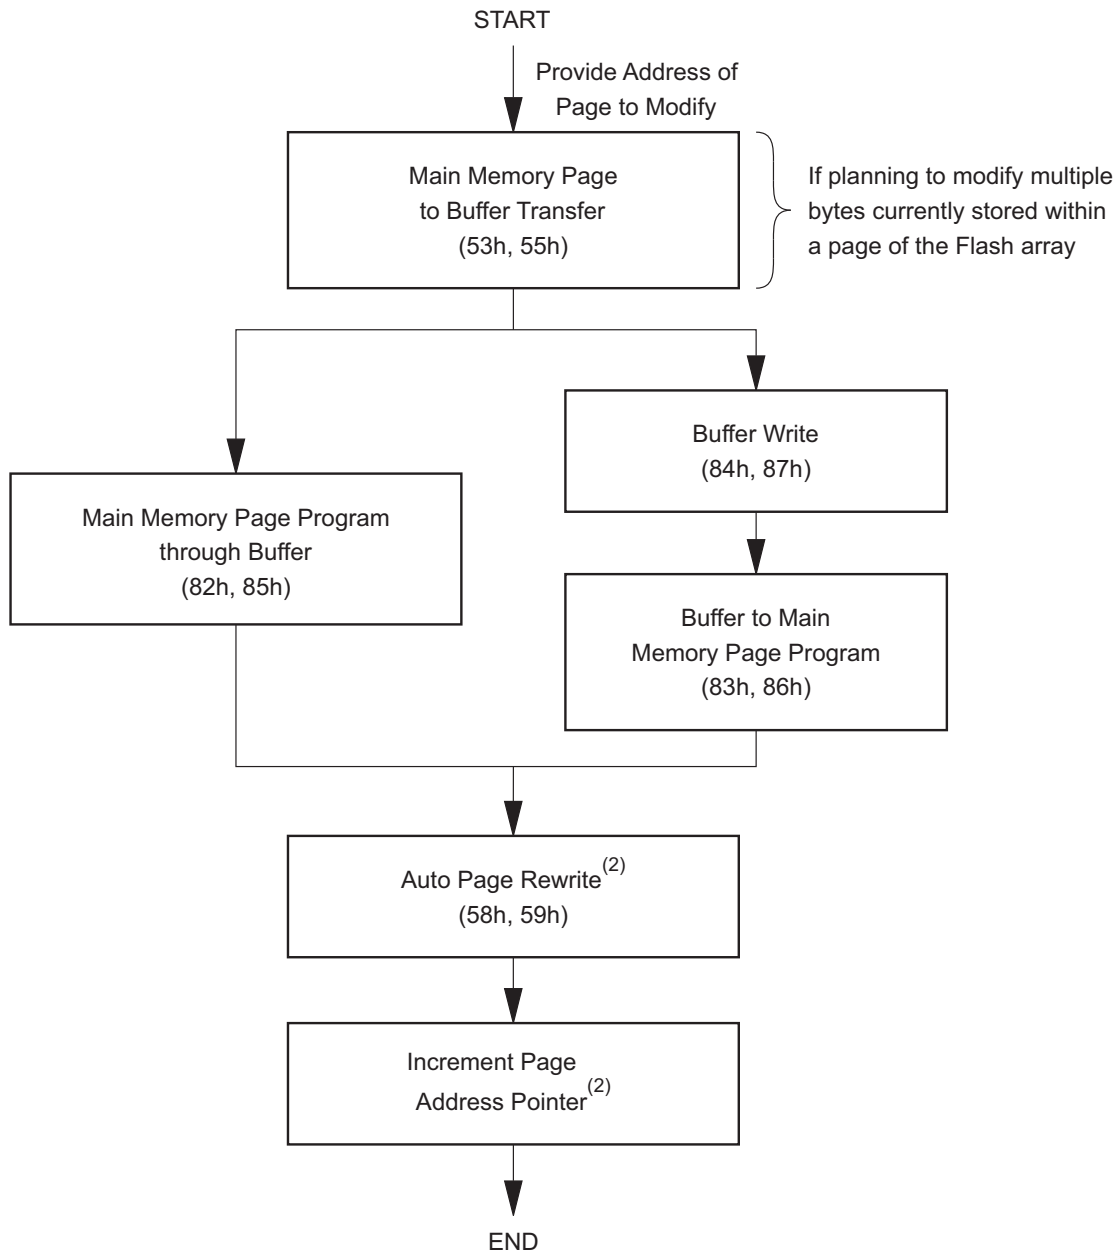 START
Provide Address of
Page to Modify
Main Memory Page
to Buffer Transfer
(53h, 55h)
If planning to modify multiple
bytes currently stored within
a page of the Flash array
Buffer Write
(84h, 87h)
Main Memory Page Program
through Buffer
(82h, 85h)
Buffer to Main
Memory Page Program
(83h, 86h)
Auto Page Rewrite(2)
(58h, 59h)
Increment Page
Address Pointer(2)
END